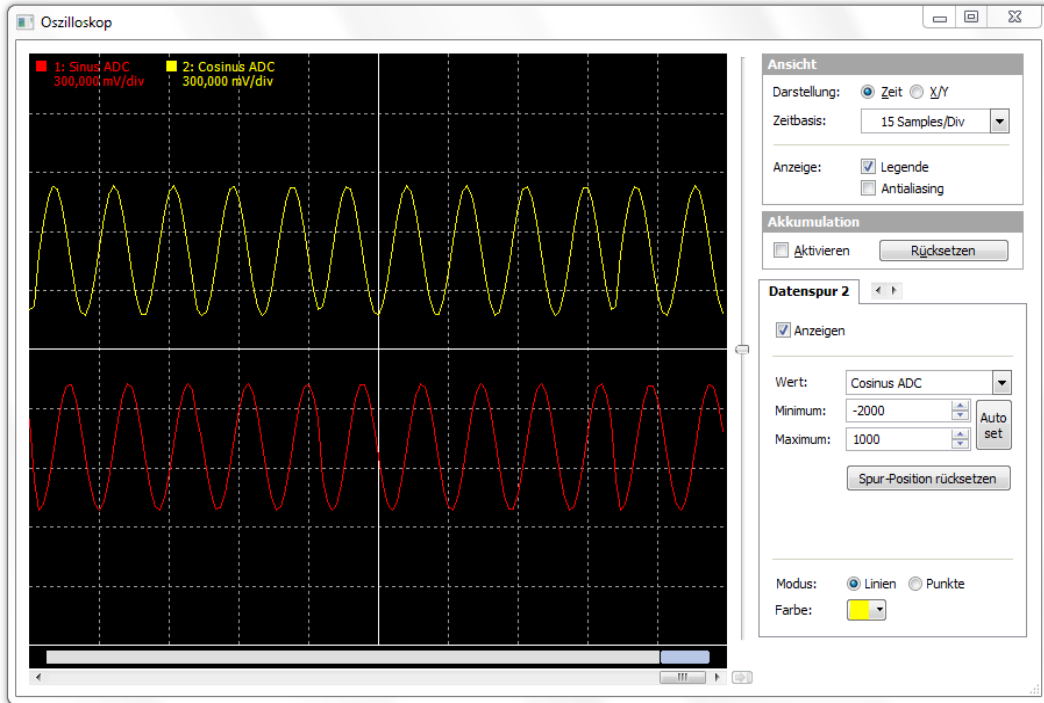 Oszilloskop
1: Sinus ADC
300,000 mV/div
2: Cosinus ADC
300,000 mV/div
Ansicht
Darstellung: Zeit X/Y
Zeitbasis: 15 Samples/Div
Anzeige: Legende
Antialiasing
Akkumulation
Aktivieren Rücksetzen
Datenspur 2
Anzeigen
Wert: Cosinus ADC
Minimum: -2000
Maximum: 1000
Auto
set
Spur-Position rücksetzen
Modus: Linien Punkte
Farbe: